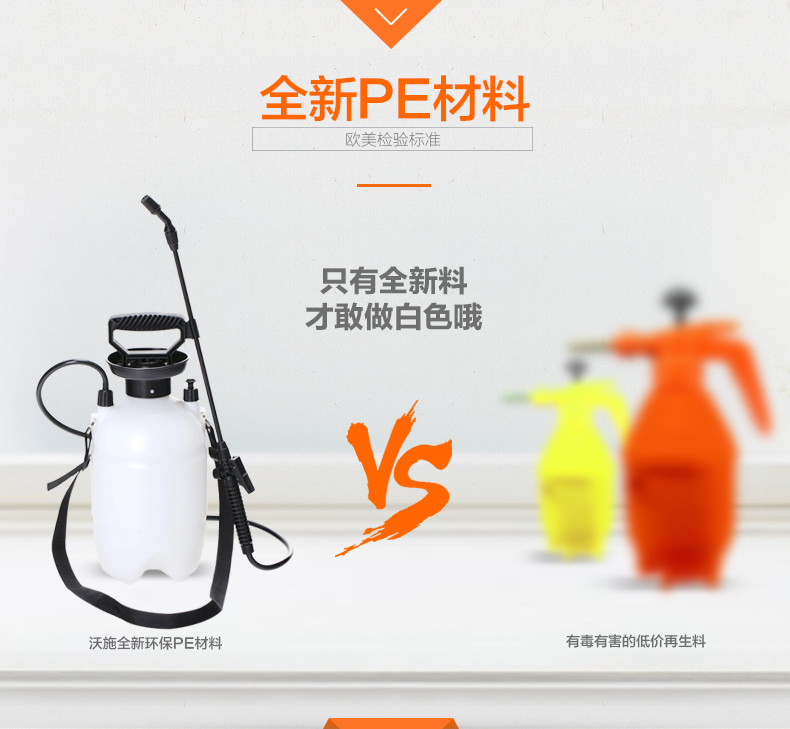 全新PE材料
欧美检验标准
只有全新料
才敢做白色哦
VS
沃施全新环保PE材料
有毒有害的低价再生料